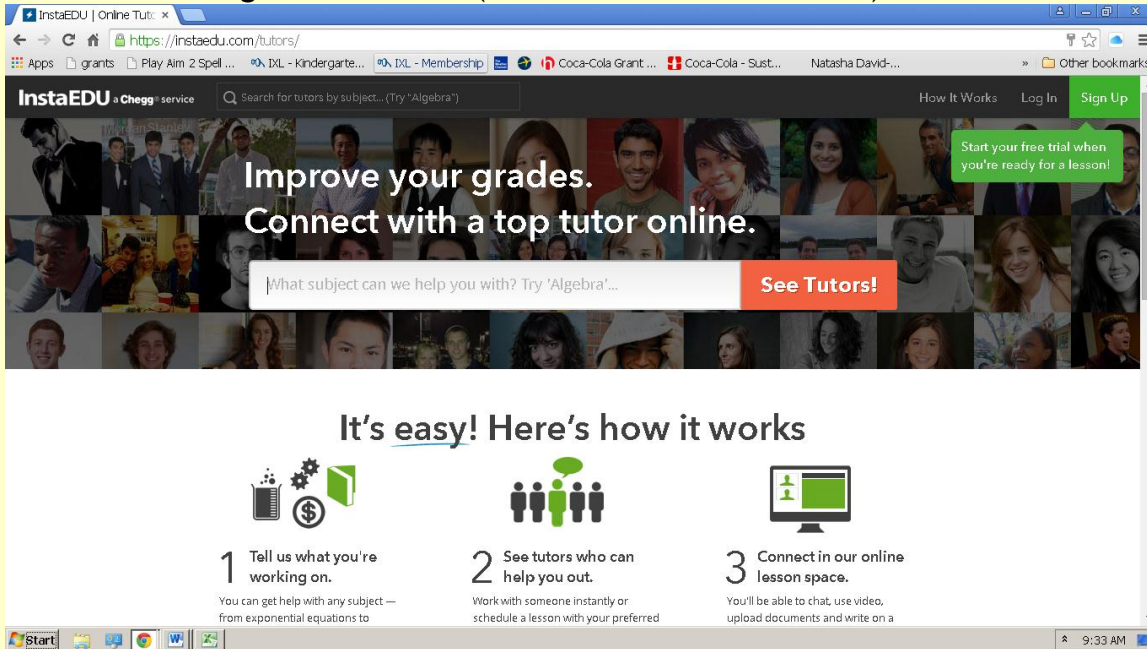 InstaEDU | Online Tuto
https://instaedu.com/tutors/
Apps grants Play Aim 2 Spell ... IXL - Kindergarte... IXL - Membership Coca-Cola Grant ... Coca-Cola - Sust... Natasha David-... » Other bookmarks
InstaEDU a Chegg® service Search for tutors by subject... (Try "Algebra") How It Works Log In Sign Up
Start your free trial when
you're ready for a lesson!
Morgan Stanley
Improve your grades.
Connect with a top tutor online.
What subject can we help you with? Try 'Algebra'... See Tutors!
It's easy! Here's how it works
1 Tell us what you're
working on.
You can get help with any subject —
from exponential equations to
2 See tutors who can
help you out.
Work with someone instantly or
schedule a lesson with your preferred
3 Connect in our online
lesson space.
You'll be able to chat, use video,
upload documents and write on a
Start 9:33 AM